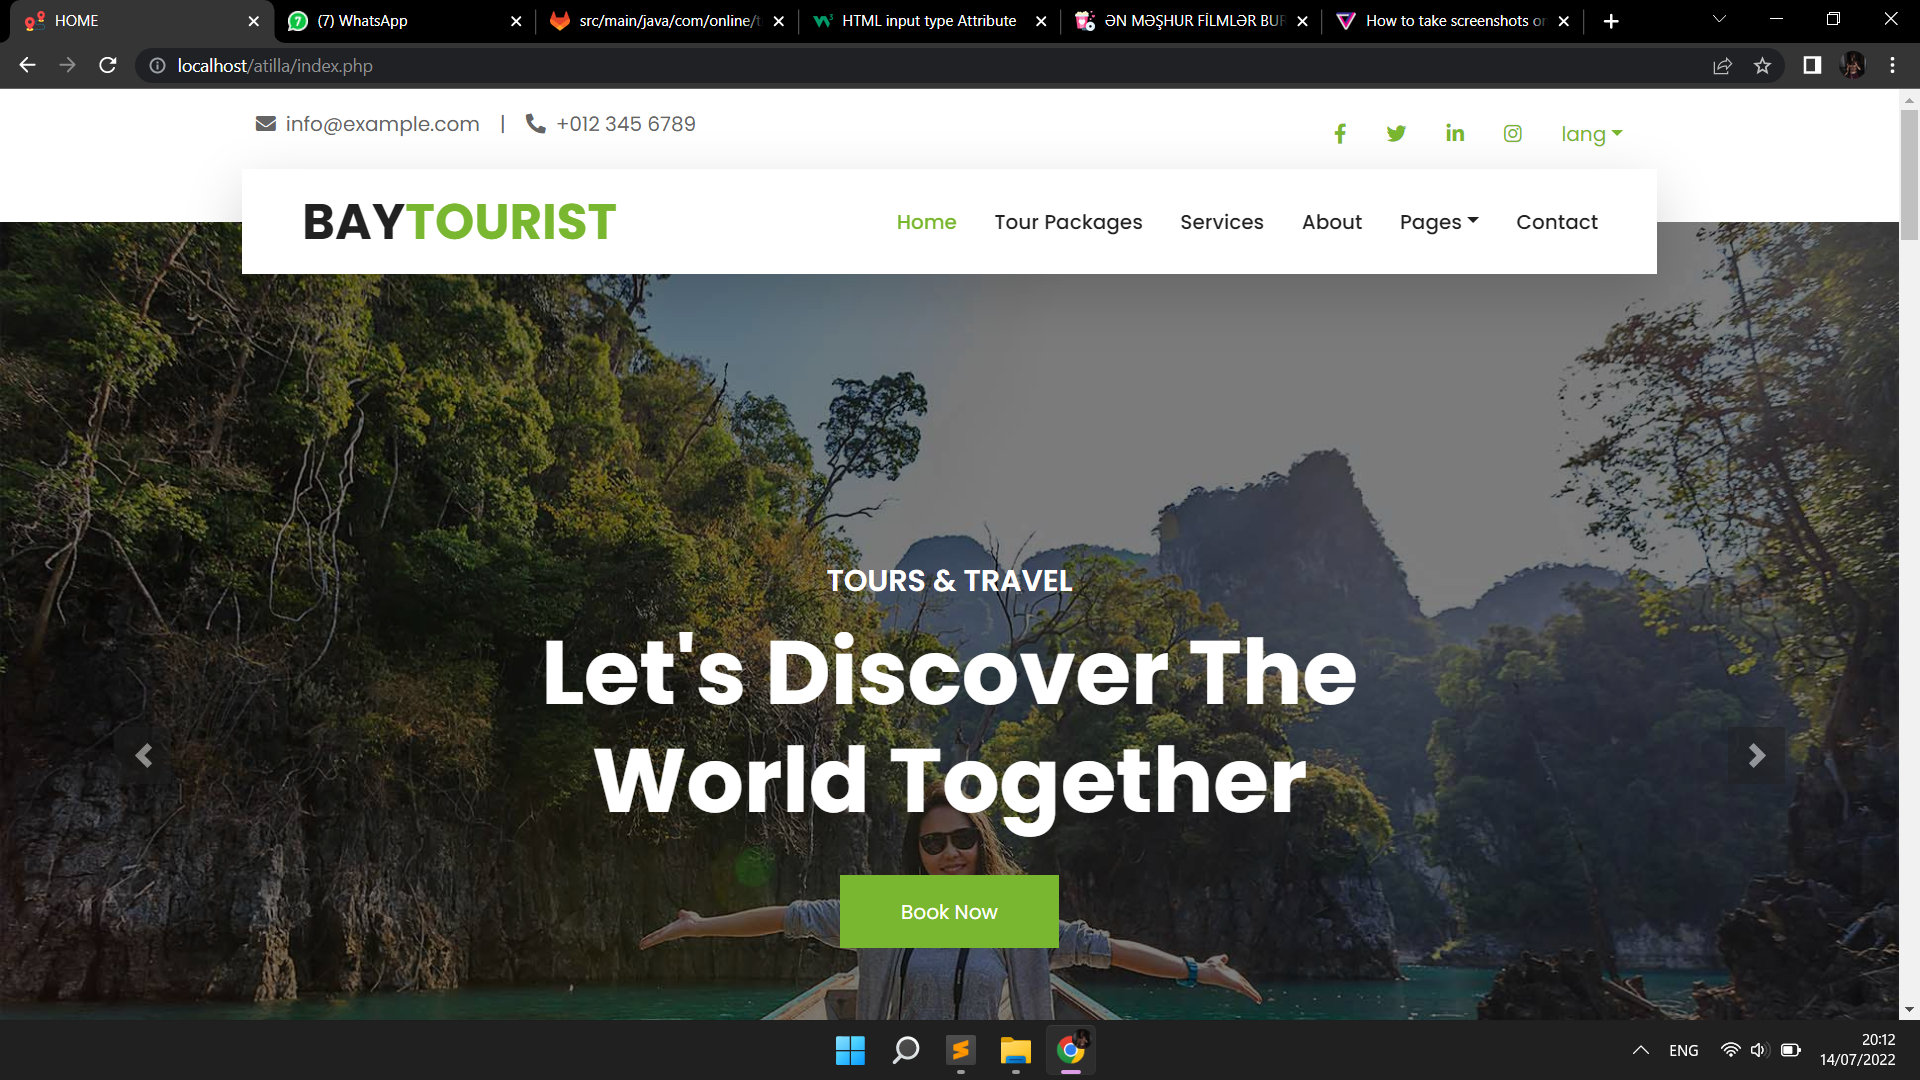 HOME
(7) WhatsApp
src/main/java/com/online/t
HTML input type Attribute
ƏN MƏŞHUR FİLMLƏR BUR
How to take screenshots on
localhost/atilla/index.php
info@example.com | +012 345 6789
lang
BAYTOURIST
Home Tour Packages Services About Pages Contact
TOURS & TRAVEL
Let's Discover The
World Together
Book Now
ENG
20:12
14/07/2022